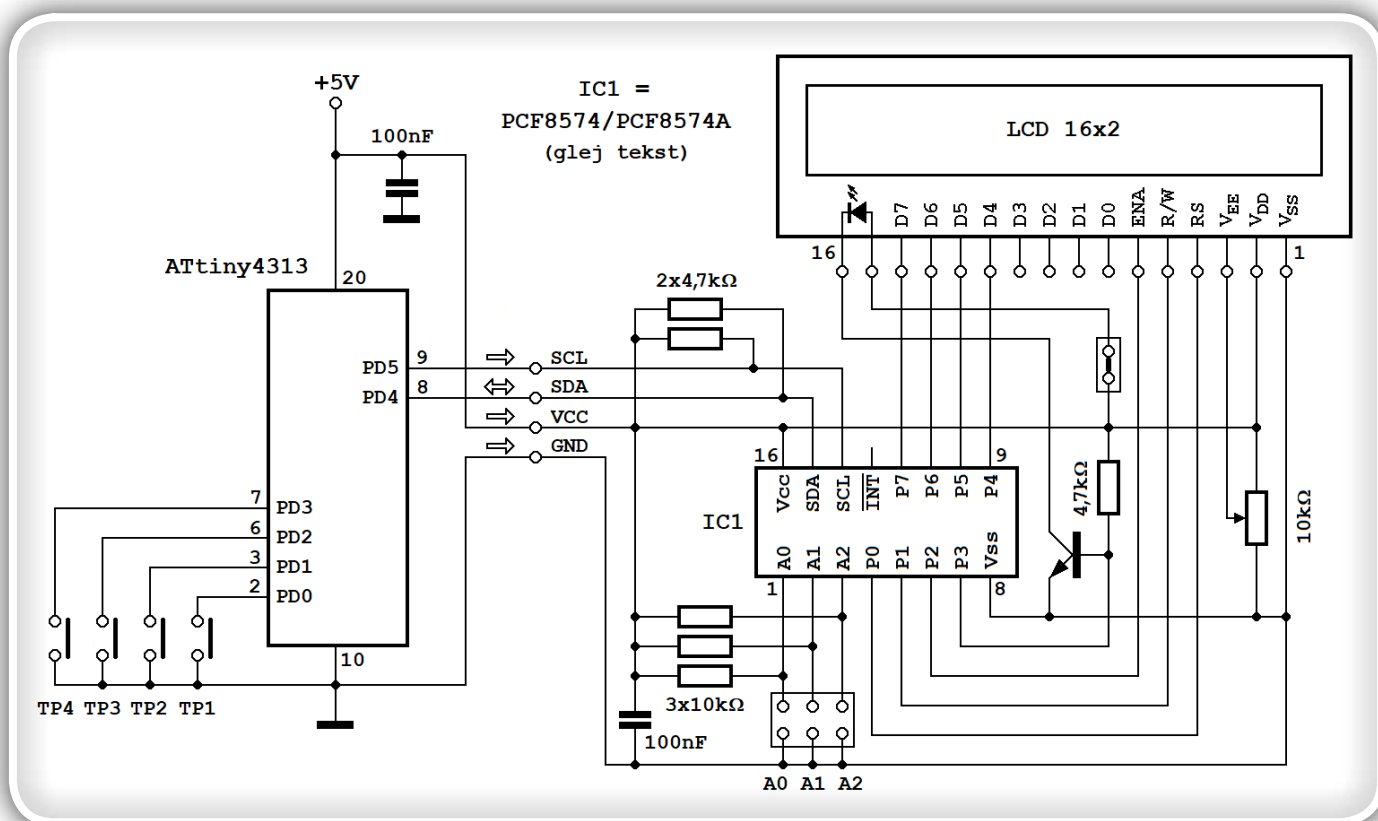 +5V
100nF
IC1 =
PCF8574/PCF8574A
(glej tekst)
LCD 16x2
D7 D6 D5 D4 D3 D2 D1 D0 ENA R/W RS VEE VDD VSS
16 1
ATtiny4313
20
2x4,7kΩ
PD5 9 SCL
PD4 8 SDA
VCC
GND
16 9
Vcc SDA SCL INT P7 P6 P5 P4
IC1
A0 A1 A2 P0 P1 P2 P3 Vss
1 8
4,7kΩ
10kΩ
7 PD3
6 PD2
3 PD1
2 PD0
10
TP4 TP3 TP2 TP1
3x10kΩ
100nF
A0 A1 A2